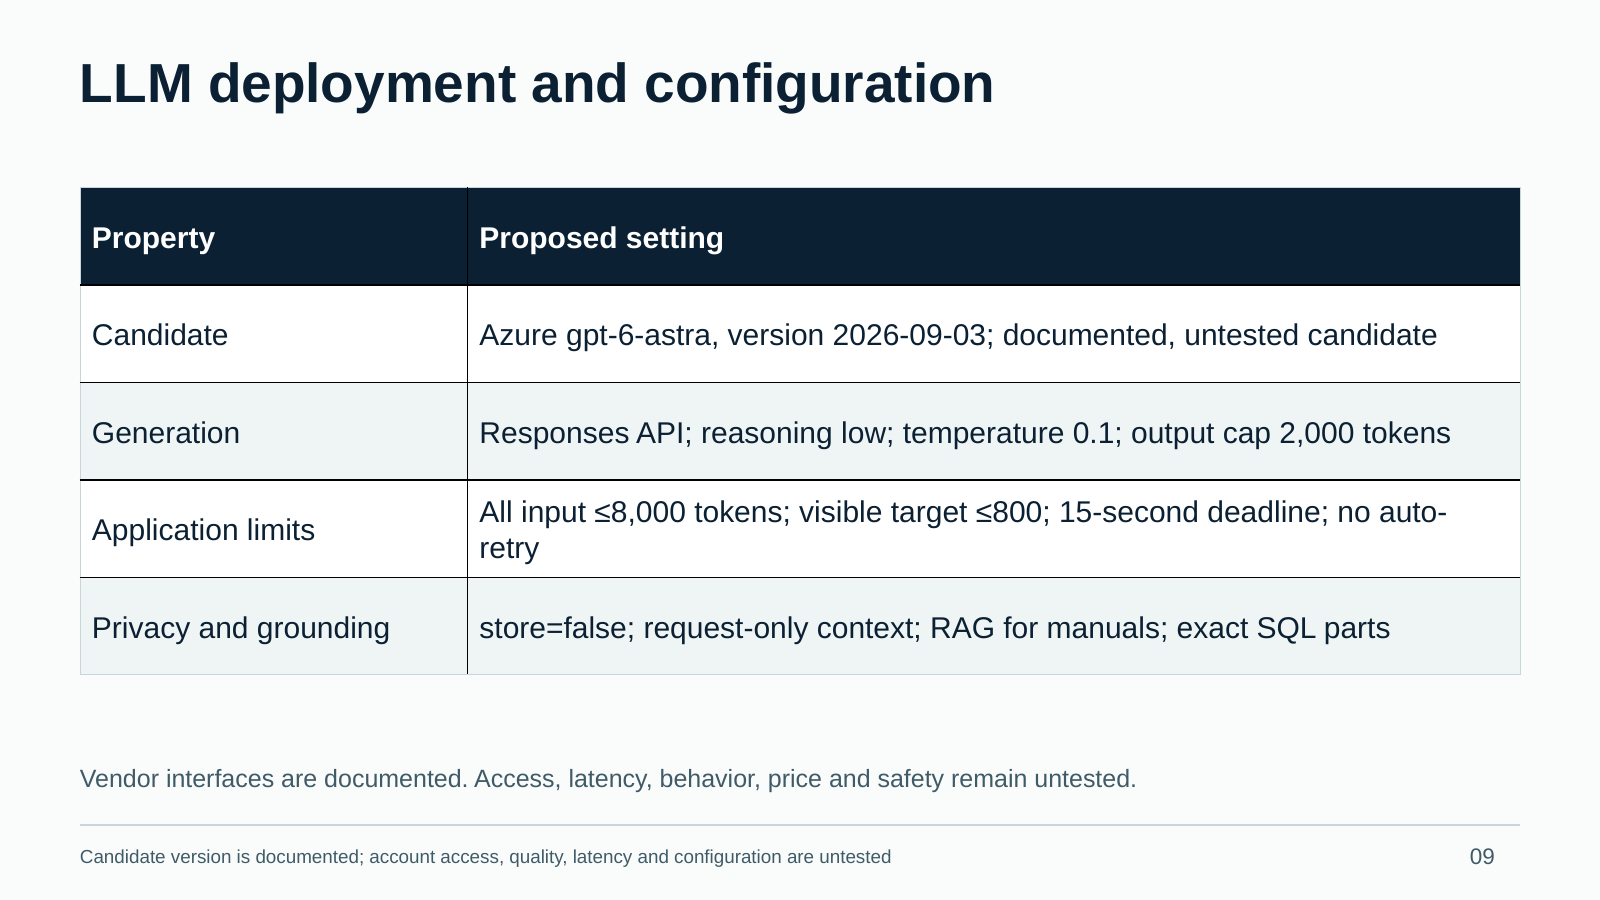 LLM deployment and configuration
Property
Proposed setting
Candidate
Azure gpt-6-astra, version 2026-09-03; documented, untested candidate
Generation
Responses API; reasoning low; temperature 0.1; output cap 2,000 tokens
Application limits
All input ≤8,000 tokens; visible target ≤800; 15-second deadline; no auto-
retry
Privacy and grounding
store=false; request-only context; RAG for manuals; exact SQL parts
Vendor interfaces are documented. Access, latency, behavior, price and safety remain untested.
Candidate version is documented; account access, quality, latency and configuration are untested
09